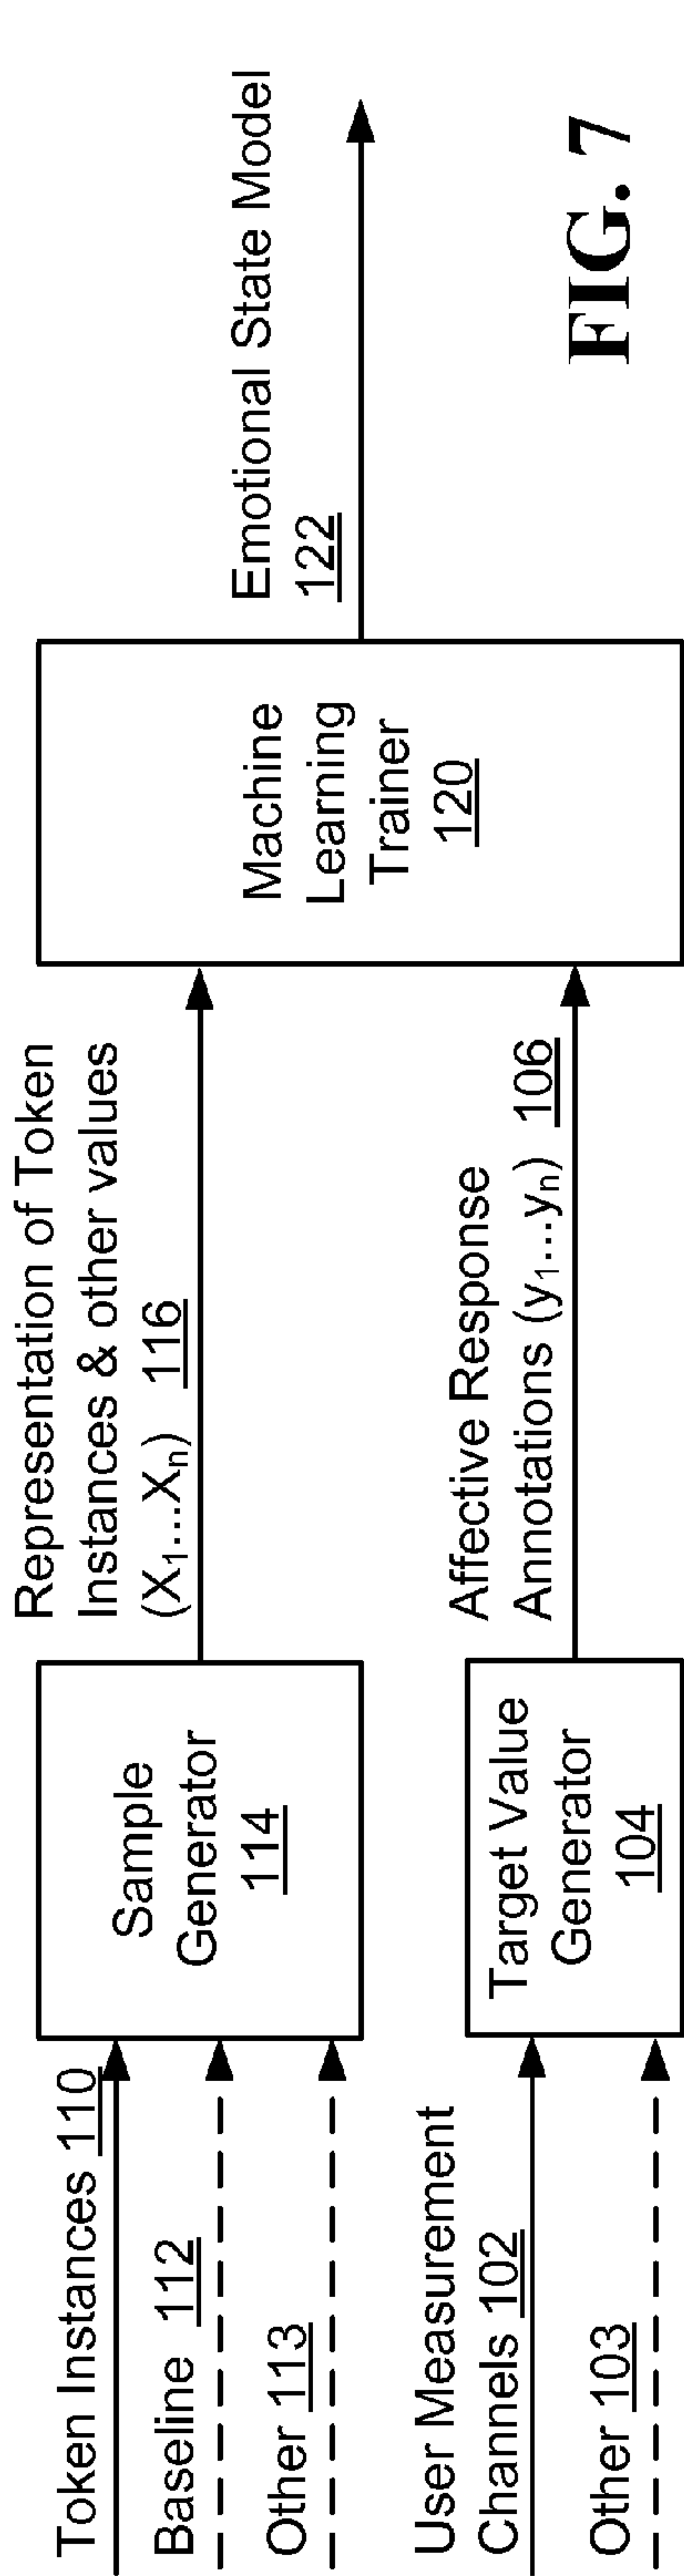 Token Instances 110
Baseline 112
Other 113
Sample
Generator
114
Representation of Token
Instances & other values
(X₁...Xₙ) 116
User Measurement
Channels 102
Other 103
Target Value
Generator
104
Affective Response
Annotations (y₁...yₙ) 106
Machine
Learning
Trainer
120
Emotional State Model
122
FIG. 7